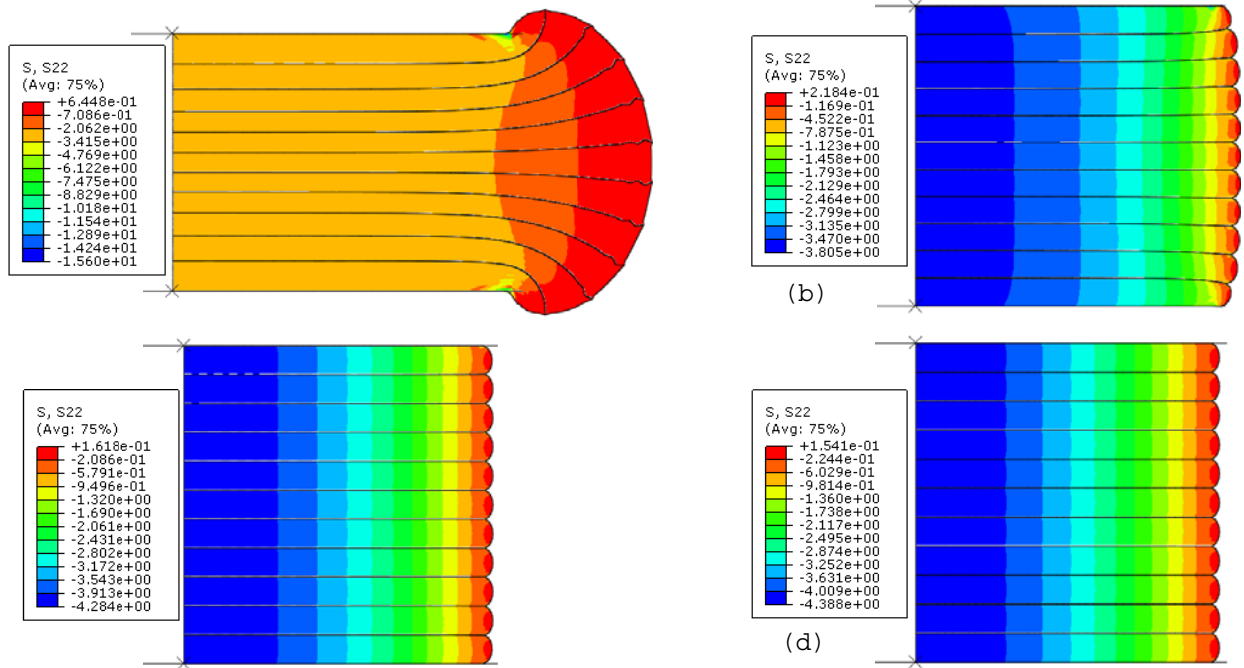 S, S22
(Avg: 75%)
+6.448e-01
-7.086e-01
-2.062e+00
-3.415e+00
-4.769e+00
-6.122e+00
-7.475e+00
-8.829e+00
-1.018e+01
-1.154e+01
-1.289e+01
-1.424e+01
-1.560e+01
S, S22
(Avg: 75%)
+2.184e-01
-1.169e-01
-4.522e-01
-7.875e-01
-1.123e+00
-1.458e+00
-1.793e+00
-2.129e+00
-2.464e+00
-2.799e+00
-3.135e+00
-3.470e+00
-3.805e+00
(b)
S, S22
(Avg: 75%)
+1.618e-01
-2.086e-01
-5.791e-01
-9.496e-01
-1.320e+00
-1.690e+00
-2.061e+00
-2.431e+00
-2.802e+00
-3.172e+00
-3.543e+00
-3.913e+00
-4.284e+00
S, S22
(Avg: 75%)
+1.541e-01
-2.244e-01
-6.029e-01
-9.814e-01
-1.360e+00
-1.738e+00
-2.117e+00
-2.495e+00
-2.874e+00
-3.252e+00
-3.631e+00
-4.009e+00
-4.388e+00
(d)